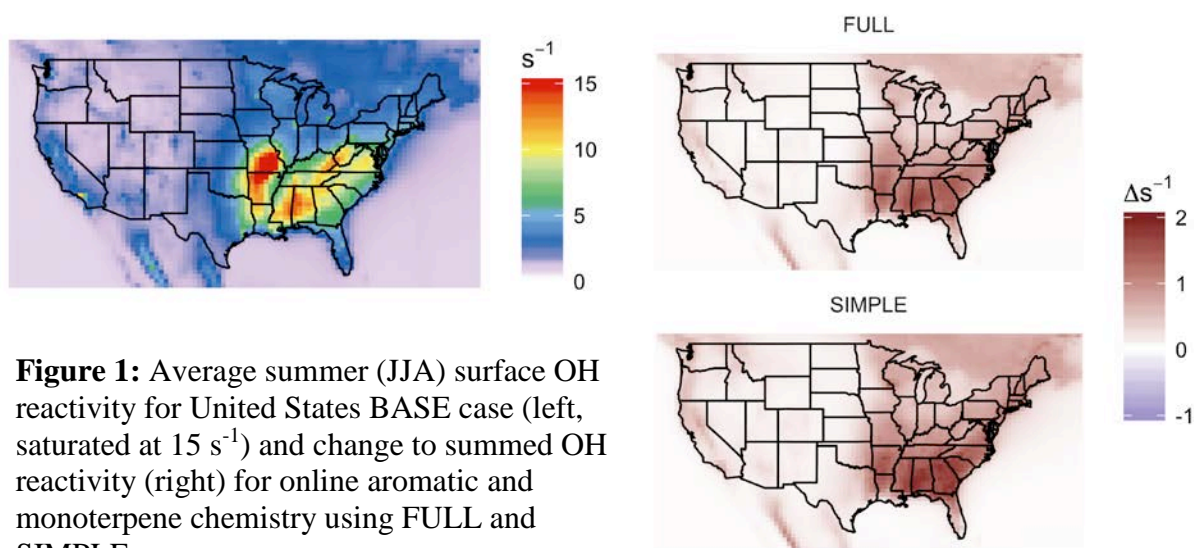 FULL
s⁻¹
15
10
5
0
Δs⁻¹
2
1
0
-1
SIMPLE
Figure 1: Average summer (JJA) surface OH
reactivity for United States BASE case (left,
saturated at 15 s⁻¹) and change to summed OH
reactivity (right) for online aromatic and
monoterpene chemistry using FULL and